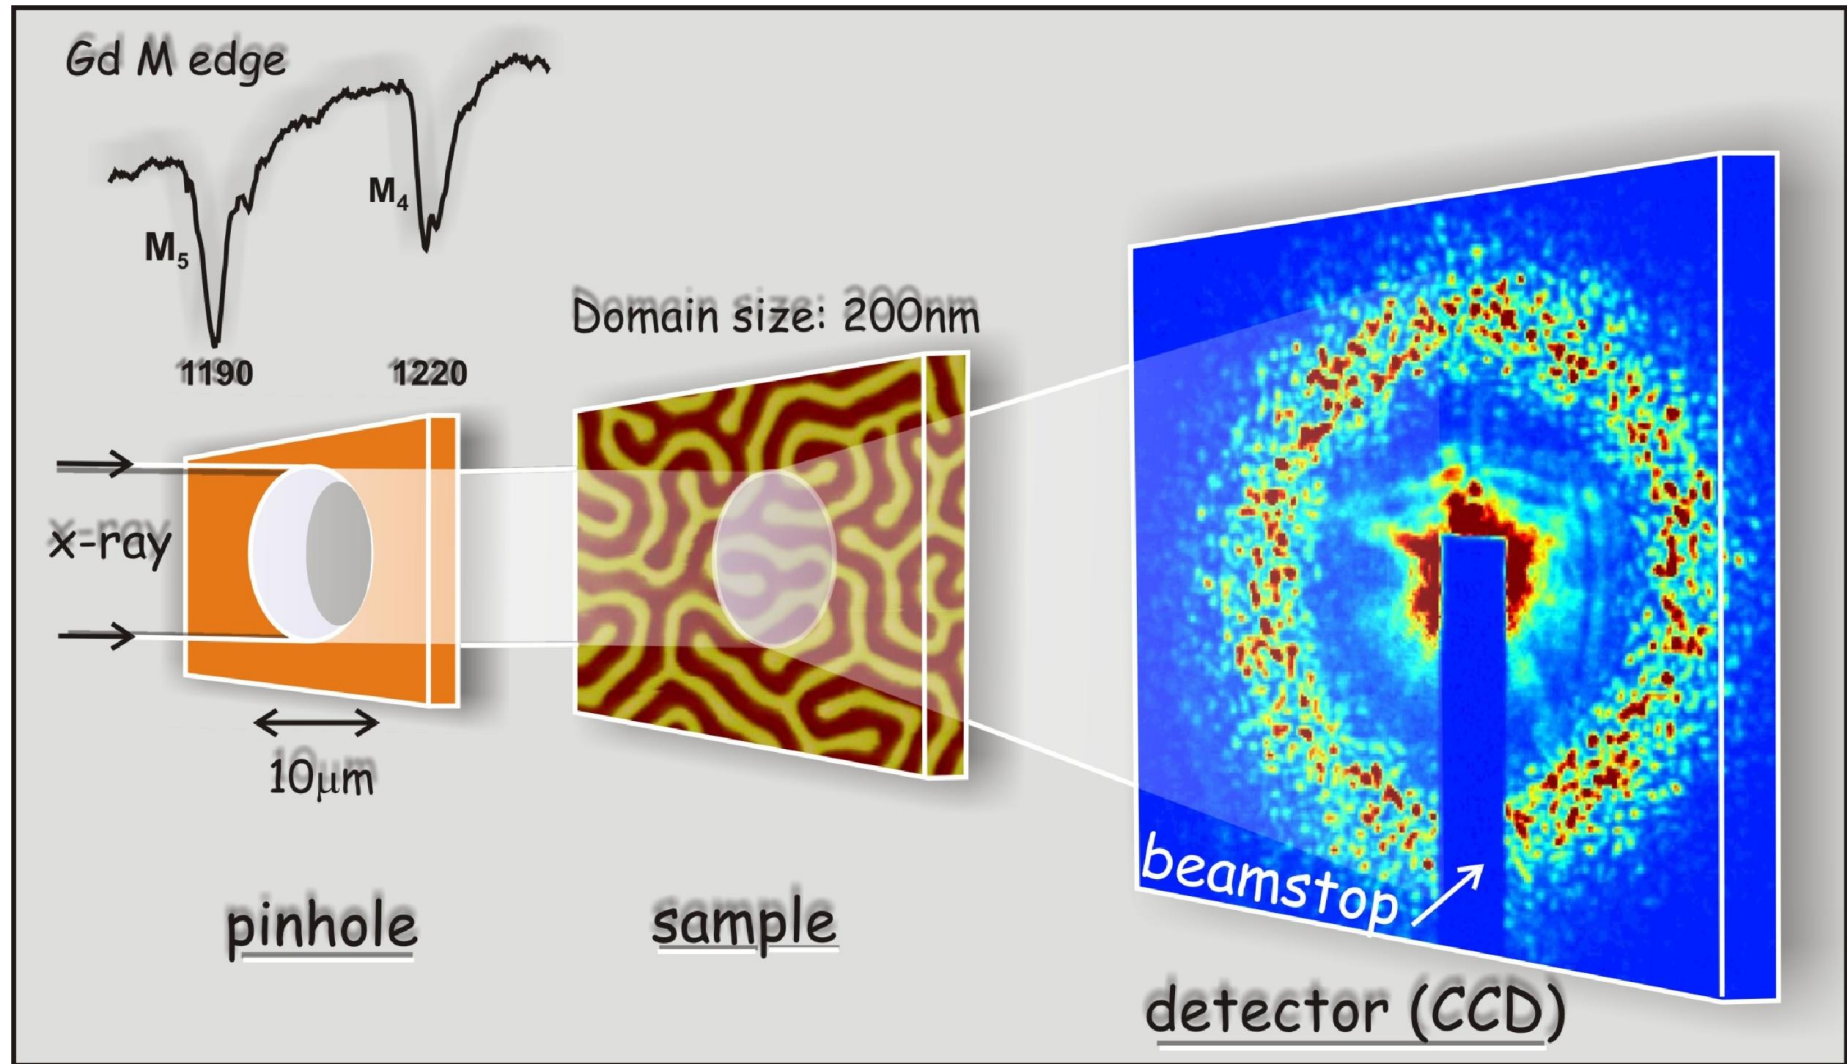 Gd M edge
M₅
M₄
1190
1220
Domain size: 200nm
x-ray
10μm
pinhole
sample
beamstop
detector (CCD)